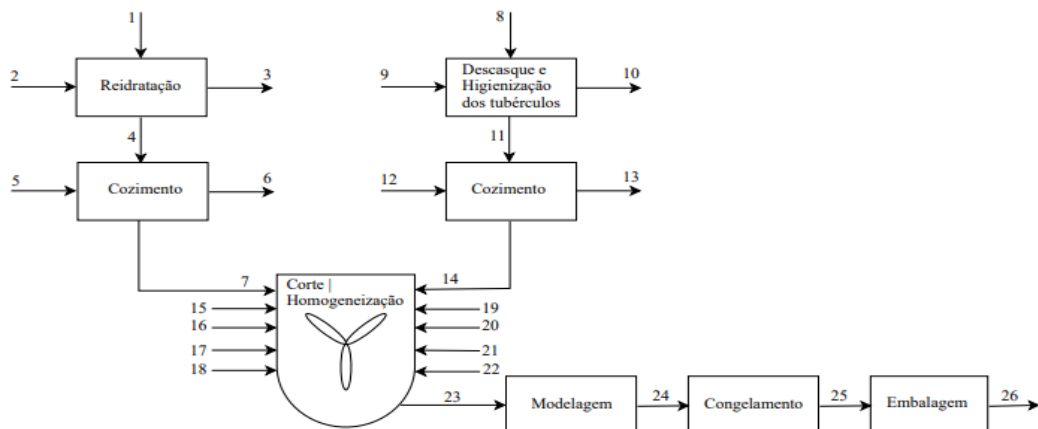 1
8
2
Reidratação
3
9
Descasque e
Higienização
dos tubérculos
10
4
11
5
Cozimento
6
12
Cozimento
13
7
Corte |
Homogeneização
14
15
16
17
18
19
20
21
22
23
Modelagem
24
Congelamento
25
Embalagem
26